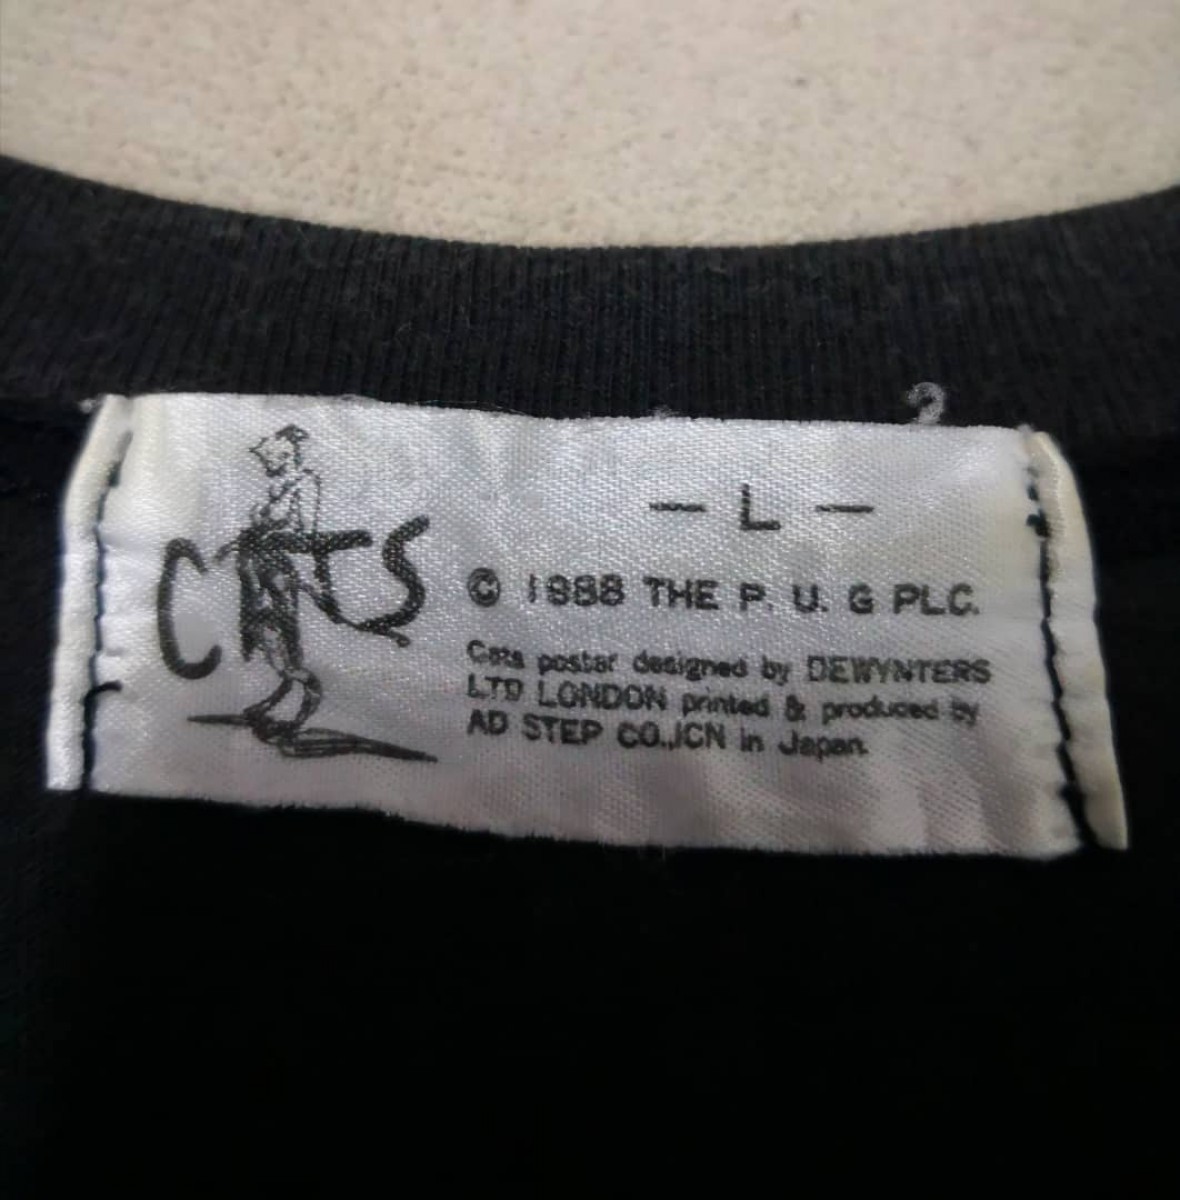 CATS
— L —
© 1988 THE P. U. G PLC.
Cats poster designed by DEWYNTERS
LTD LONDON printed & produced by
AD STEP CO.,ICN in Japan.